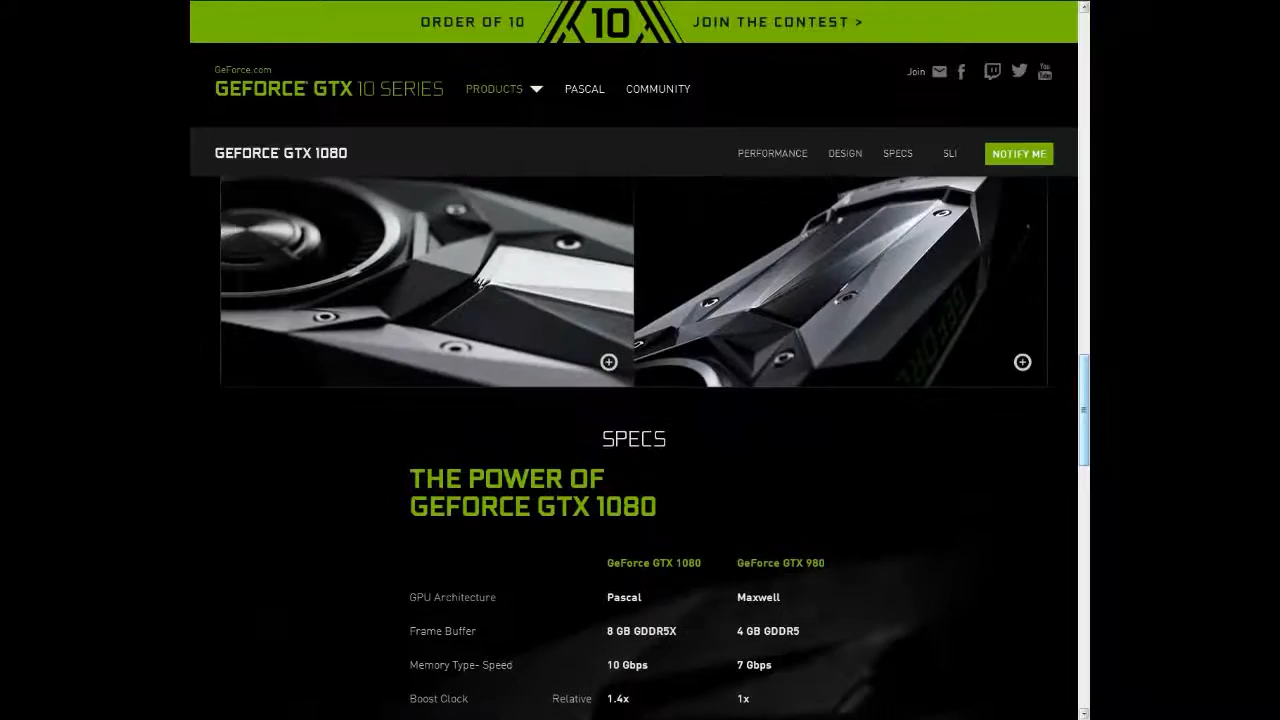 ORDER OF 10 10 JOIN THE CONTEST >
GeForce.com
GEFORCE GTX 10 SERIES PRODUCTS PASCAL COMMUNITY
Join You Tube
GEFORCE GTX 1080 PERFORMANCE DESIGN SPECS SLI NOTIFY ME
GEFORC
SPECS
THE POWER OF
GEFORCE GTX 1080
GeForce GTX 1080 GeForce GTX 980
GPU Architecture Pascal Maxwell
Frame Buffer 8 GB GDDR5X 4 GB GDDR5
Memory Type- Speed 10 Gbps 7 Gbps
Boost Clock Relative 1.4x 1x